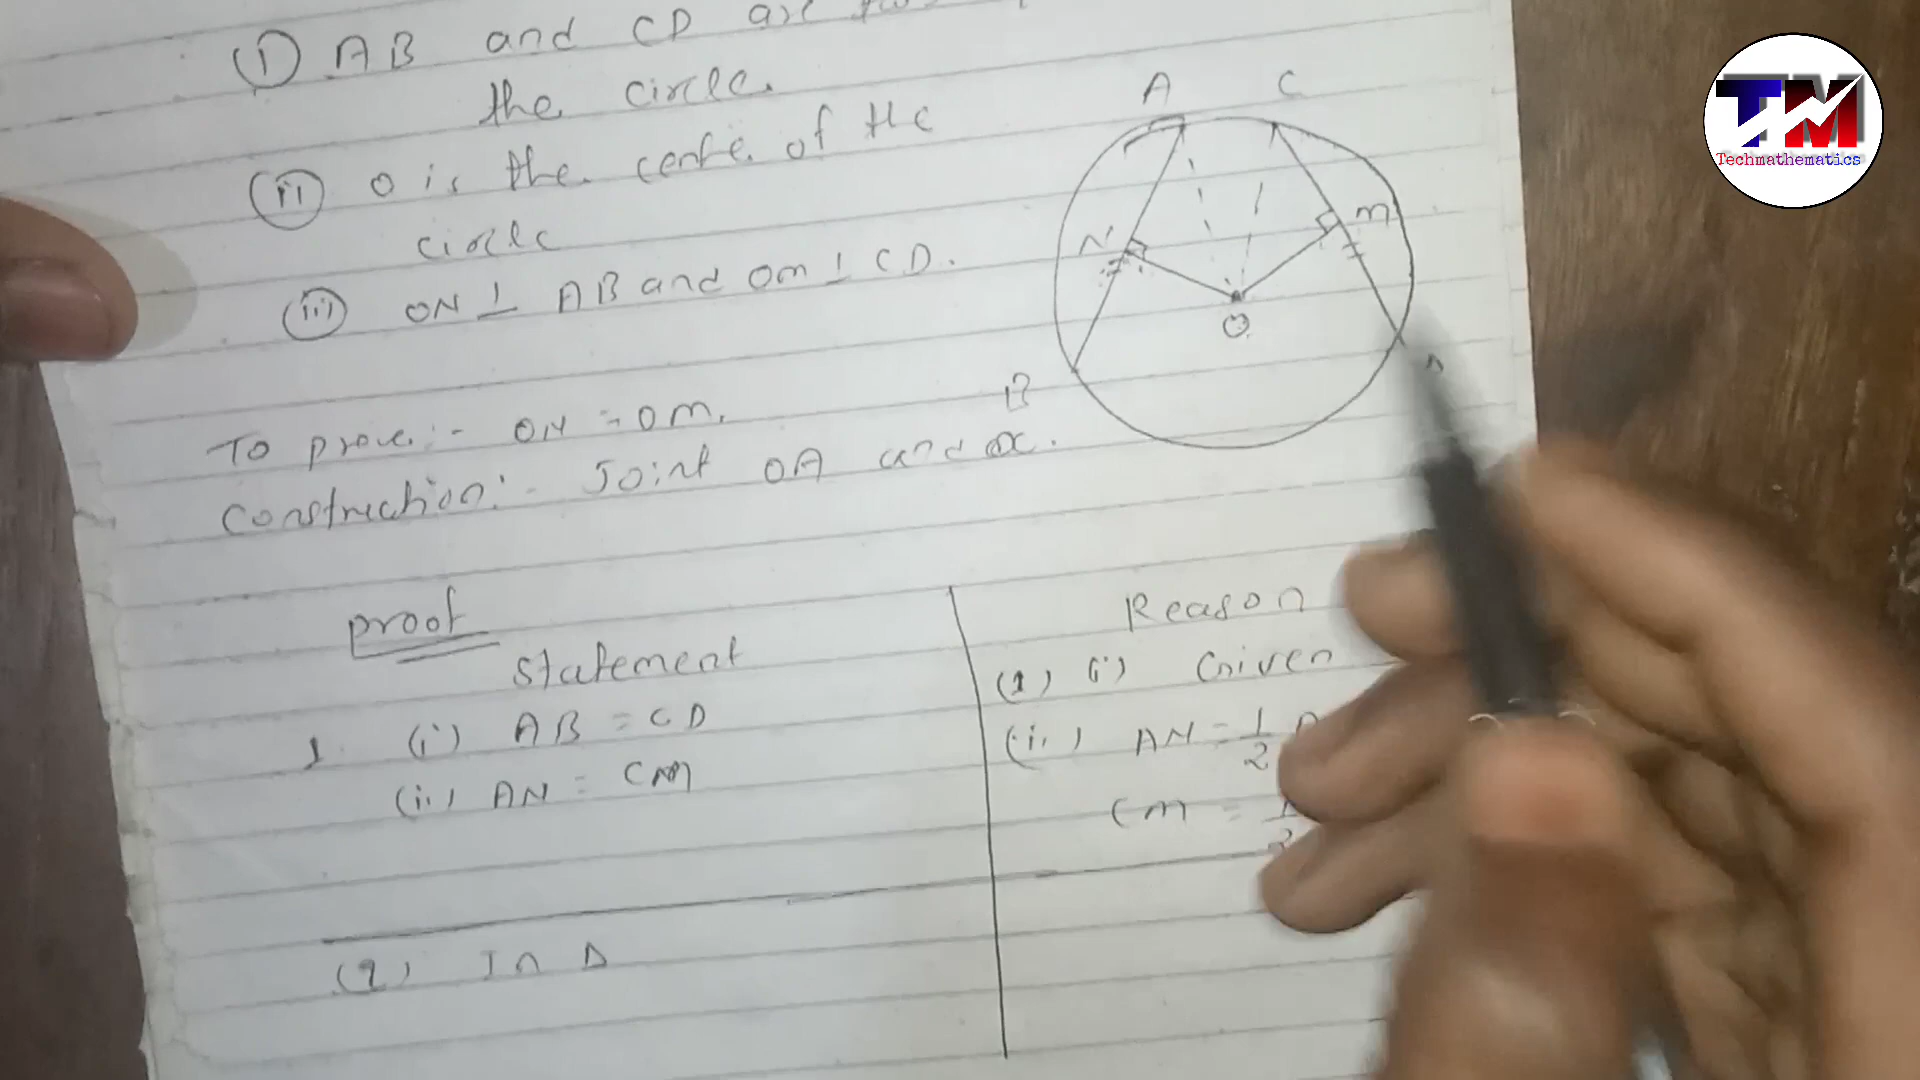 (i) AB and CD are
the circle.
(ii) O is the centre of the
circle
(iii) ON ⊥ AB and OM ⊥ CD.
To prove :- ON = OM.
Construction :- Joint OA and OC.
A C
N M
O
B
Proof
Statement
Reason
1. (i) AB = CD
(1) (i) Given
(ii) AN = CM
(ii) AN = 1/2
CM = 1/2
(2) In Δ
TM
Techmathematics